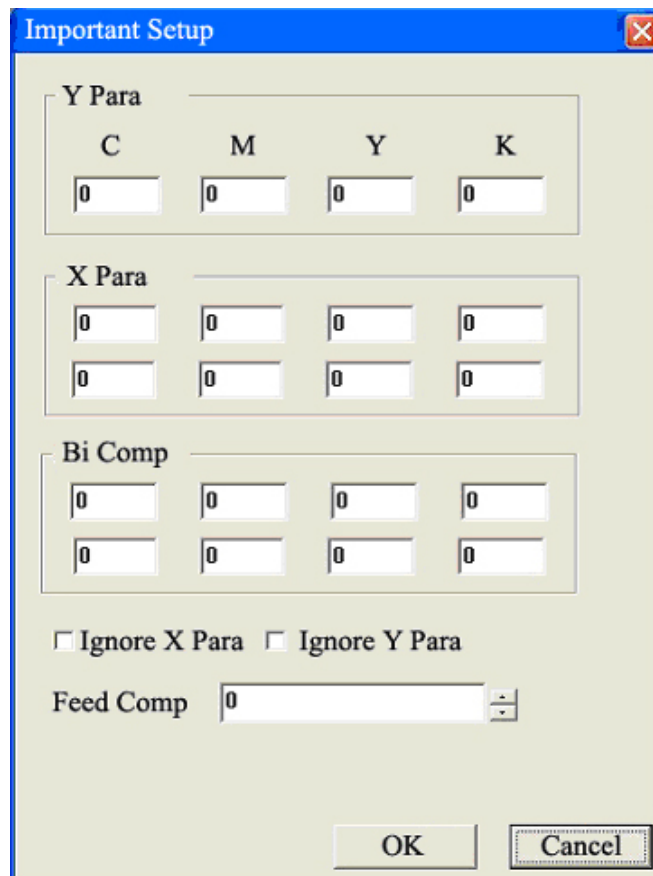 Important Setup
Y Para
C M Y K
0 0 0 0
X Para
0 0 0 0
0 0 0 0
Bi Comp
0 0 0 0
0 0 0 0
Ignore X Para Ignore Y Para
Feed Comp 0
OK Cancel